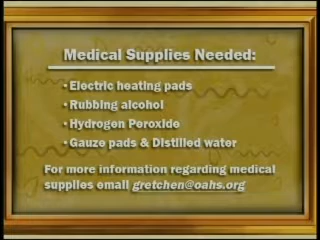 Medical Supplies Needed:
• Electric heating pads
• Rubbing alcohol
• Hydrogen Peroxide
• Gauze pads & Distilled water
For more information regarding medical
supplies email gretchen@oahs.org